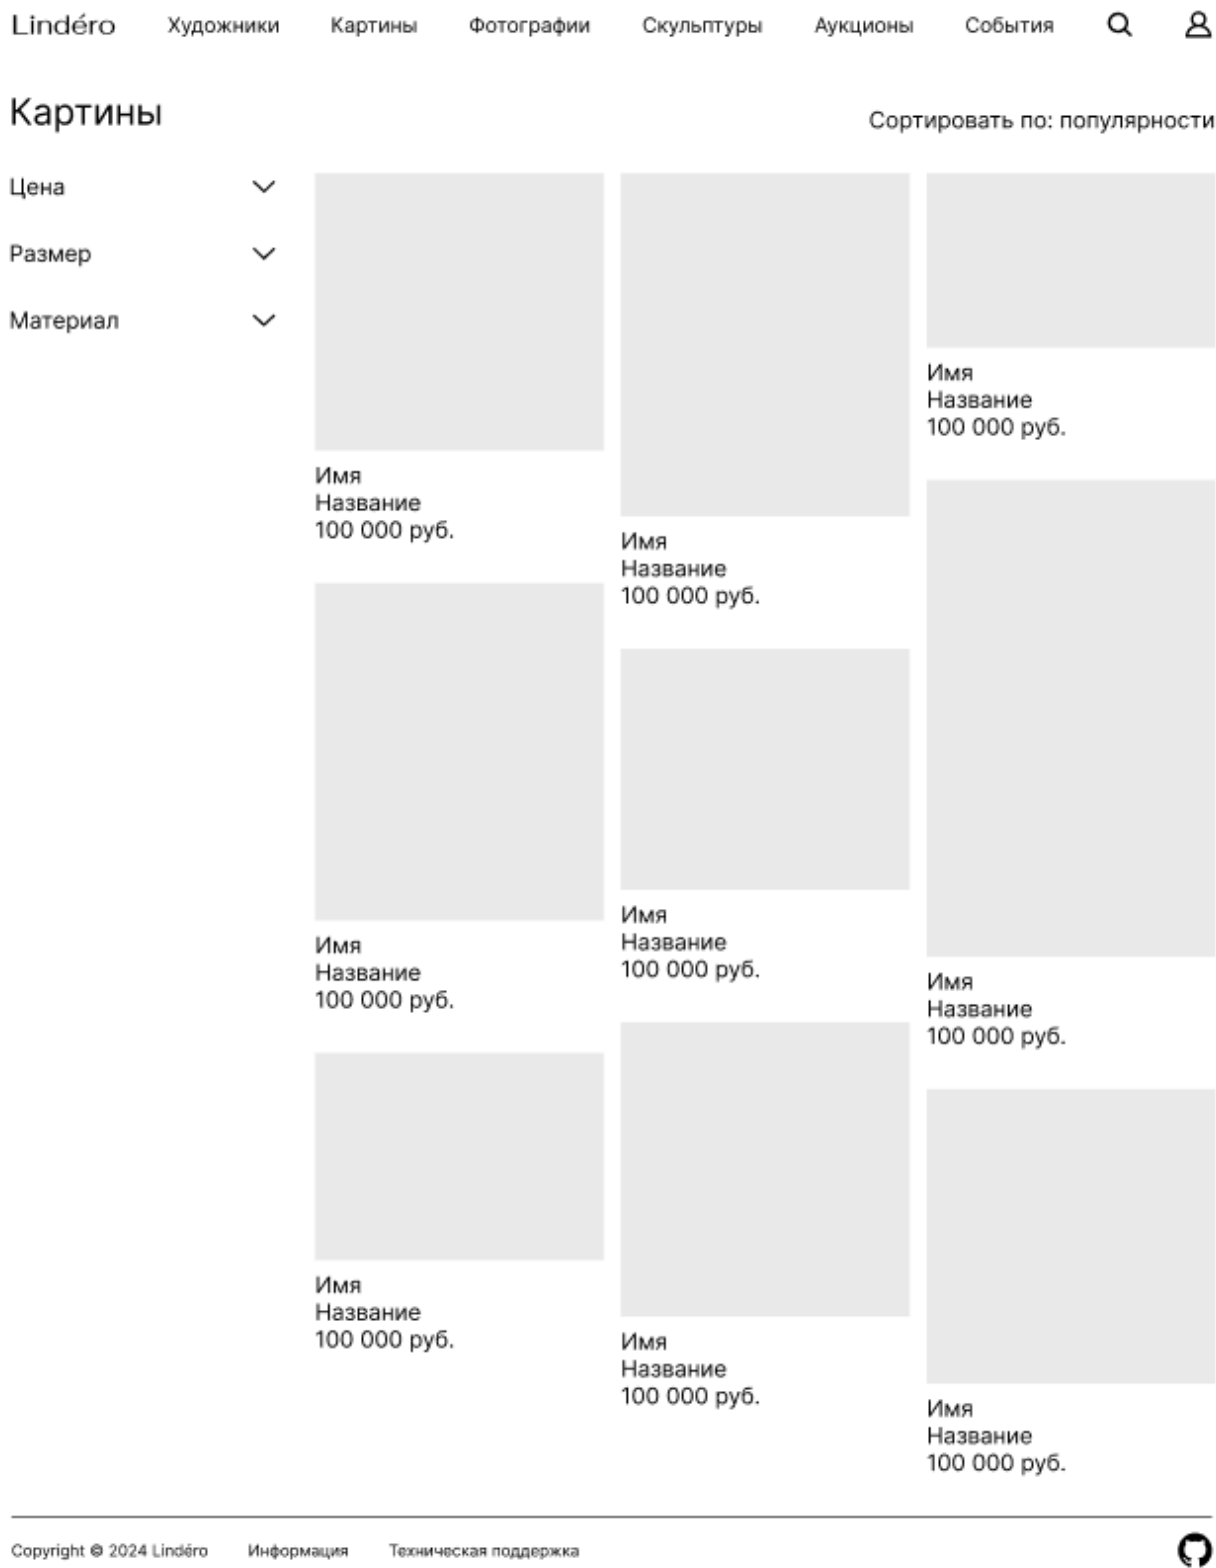 Lindéro Художники Картины Фотографии Скульптуры Аукционы События
Картины
Сортировать по: популярности
Цена
Размер
Материал
Имя
Название
100 000 руб.
Имя
Название
100 000 руб.
Имя
Название
100 000 руб.
Имя
Название
100 000 руб.
Имя
Название
100 000 руб.
Имя
Название
100 000 руб.
Имя
Название
100 000 руб.
Имя
Название
100 000 руб.
Имя
Название
100 000 руб.
Copyright © 2024 Lindéro Информация Техническая поддержка